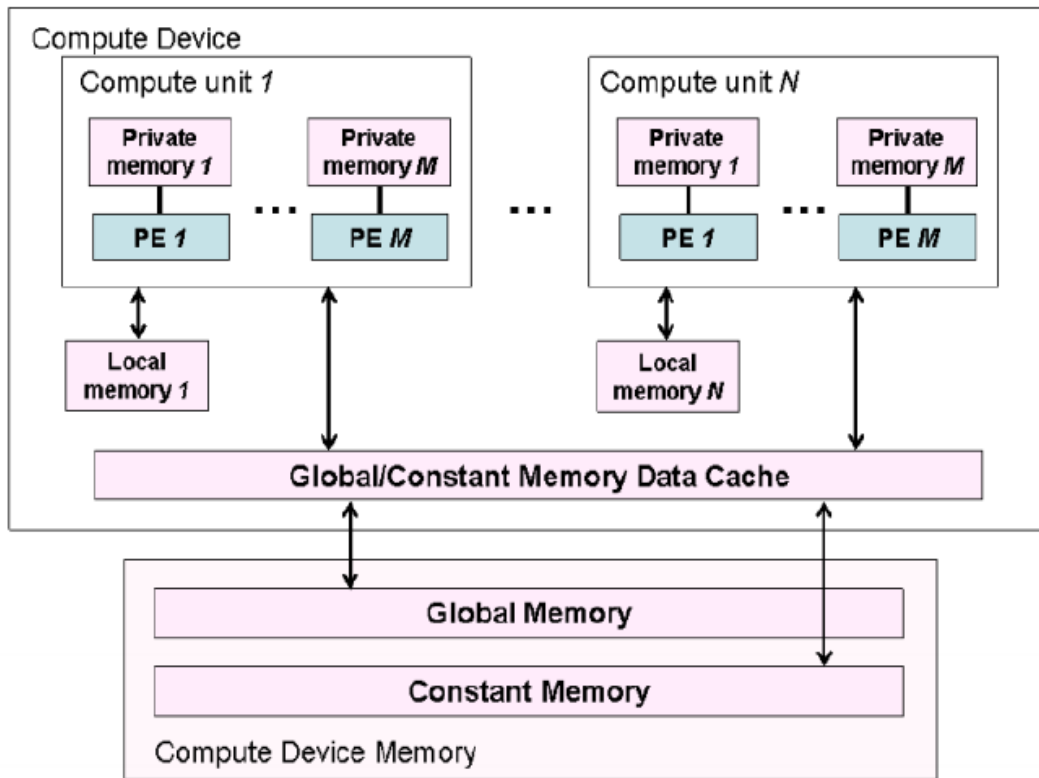 Compute Device
Compute unit 1
Compute unit N
Private
memory 1
Private
memory M
Private
memory 1
Private
memory M
...
...
...
PE 1
PE M
PE 1
PE M
Local
memory 1
Local
memory N
Global/Constant Memory Data Cache
Global Memory
Constant Memory
Compute Device Memory